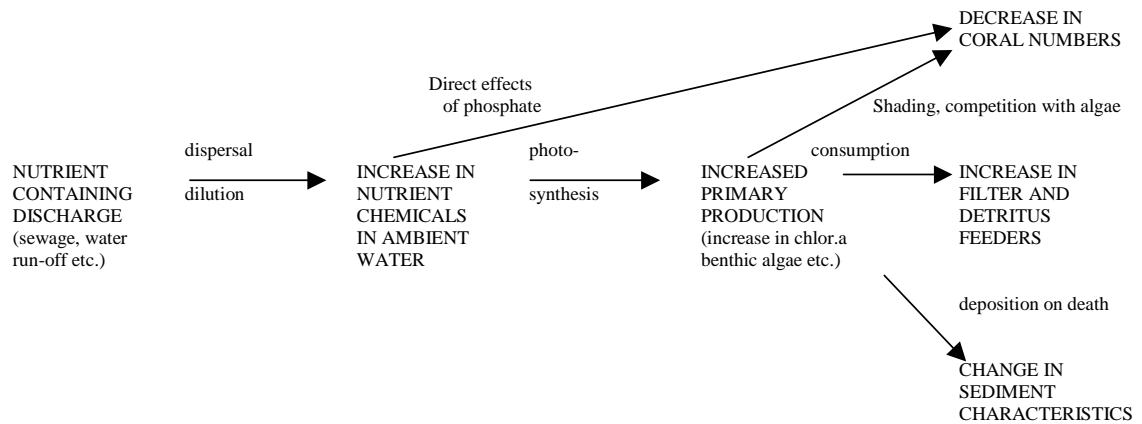 DECREASE IN
CORAL NUMBERS
Direct effects
of phosphate
Shading, competition with algae
dispersal
dilution
photo-
synthesis
consumption
NUTRIENT
CONTAINING
DISCHARGE
(sewage, water
run-off etc.)
INCREASE IN
NUTRIENT
CHEMICALS
IN AMBIENT
WATER
INCREASED
PRIMARY
PRODUCTION
(increase in chlor.a
benthic algae etc.)
INCREASE IN
FILTER AND
DETRITUS
FEEDERS
deposition on death
CHANGE IN
SEDIMENT
CHARACTERISTICS